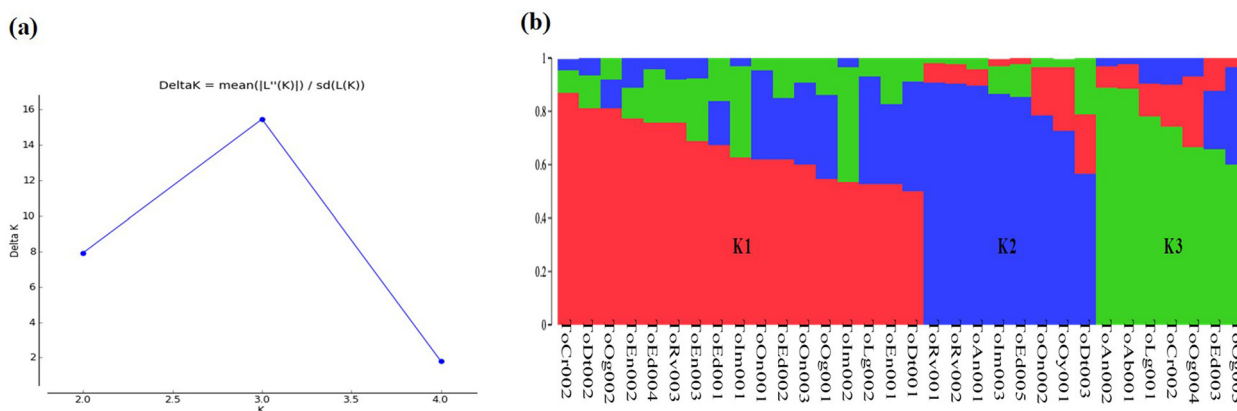 (a)
DeltaK = mean(|L''(K)|) / sd(L(K))
Delta K
16
14
12
10
8
6
4
2
2.0 2.5 3.0 3.5 4.0
K
(b)
1
0.8
0.6
0.4
0.2
0
K1 K2 K3
ToCr002
ToDt002
ToOg002
ToEn002
ToEd004
ToRv003
ToEn003
ToEd001
ToIm001
ToOn001
ToEd002
ToOn003
ToOg001
ToIm002
ToLg002
ToEn001
ToDt001
ToRv001
ToRv002
ToAn001
ToIm003
ToEd005
ToOn002
ToOy001
ToDt003
ToAn002
ToAb001
ToLg001
ToCr002
ToOg004
ToEd003